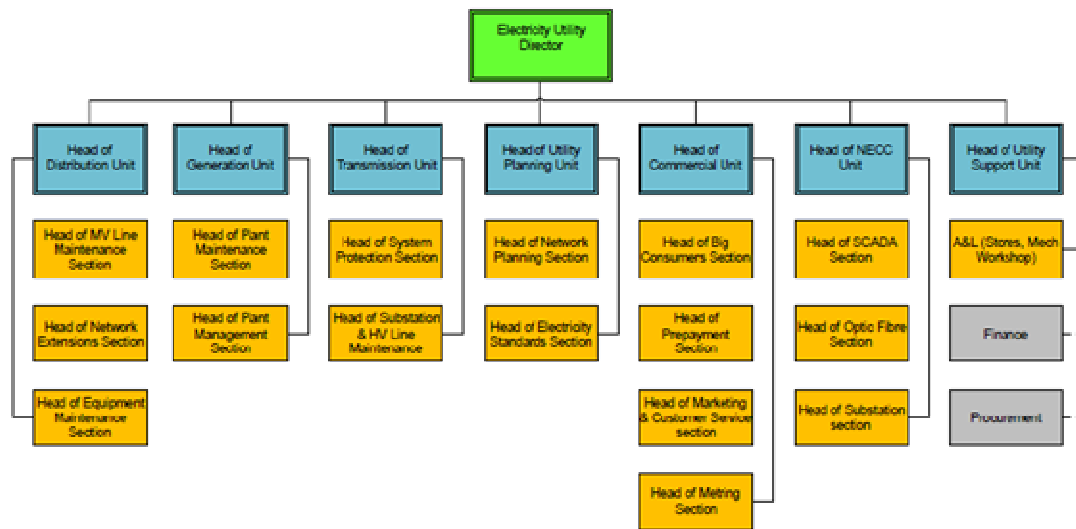 Electricity Utility
Director
Head of
Distribution Unit
Head of
Generation Unit
Head of
Transmission Unit
Head of Utility
Planning Unit
Head of
Commercial Unit
Head of NECC
Unit
Head of Utility
Support Unit
Head of MV Line
Maintenance
Section
Head of Plant
Maintenance
Section
Head of System
Protection Section
Head of Network
Planning Section
Head of Big
Consumers Section
Head of SCADA
Section
A&L (Stores, Mech
Workshop)
Head of Network
Extensions Section
Head of Plant
Management
Section
Head of Substation
& HV Line
Maintenance
Head of Electricity
Standards Section
Head of
Prepayment
Section
Head of Optic Fibre
Section
Finance
Head of Equipment
Maintenance
Section
Head of Marketing
& Customer Service
section
Head of Substation
section
Procurement
Head of Metring
Section